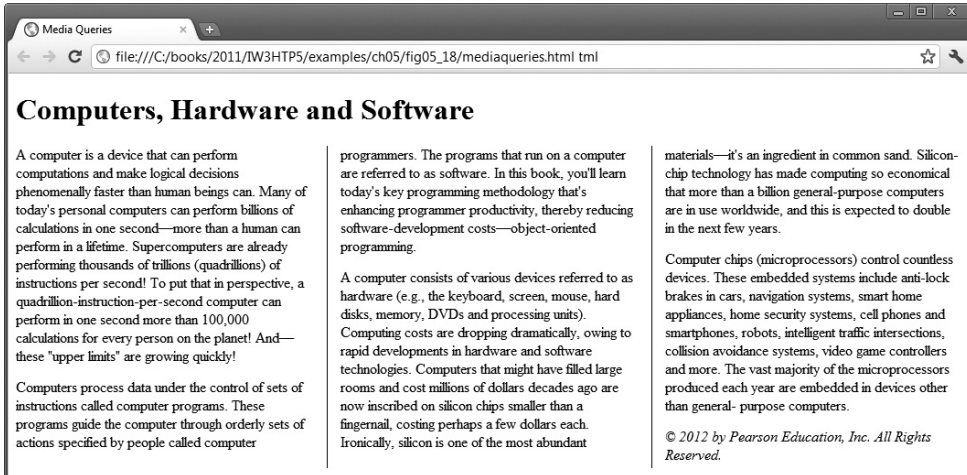 Media Queries
file:///C:/books/2011/IW3HTP5/examples/ch05/fig05_18/mediaqueries.html tml
Computers, Hardware and Software
A computer is a device that can perform
computations and make logical decisions
phenomenally faster than human beings can. Many of
today's personal computers can perform billions of
calculations in one second—more than a human can
perform in a lifetime. Supercomputers are already
performing thousands of trillions (quadrillions) of
instructions per second! To put that in perspective, a
quadrillion-instruction-per-second computer can
perform in one second more than 100,000
calculations for every person on the planet! And—
these "upper limits" are growing quickly!
Computers process data under the control of sets of
instructions called computer programs. These
programs guide the computer through orderly sets of
actions specified by people called computer
programmers. The programs that run on a computer
are referred to as software. In this book, you'll learn
today's key programming methodology that's
enhancing programmer productivity, thereby reducing
software-development costs—object-oriented
programming.
A computer consists of various devices referred to as
hardware (e.g., the keyboard, screen, mouse, hard
disks, memory, DVDs and processing units).
Computing costs are dropping dramatically, owing to
rapid developments in hardware and software
technologies. Computers that might have filled large
rooms and cost millions of dollars decades ago are
now inscribed on silicon chips smaller than a
fingernail, costing perhaps a few dollars each.
Ironically, silicon is one of the most abundant
materials—it's an ingredient in common sand. Silicon-
chip technology has made computing so economical
that more than a billion general-purpose computers
are in use worldwide, and this is expected to double
in the next few years.
Computer chips (microprocessors) control countless
devices. These embedded systems include anti-lock
brakes in cars, navigation systems, smart home
appliances, home security systems, cell phones and
smartphones, robots, intelligent traffic intersections,
collision avoidance systems, video game controllers
and more. The vast majority of the microprocessors
produced each year are embedded in devices other
than general- purpose computers.
© 2012 by Pearson Education, Inc. All Rights
Reserved.